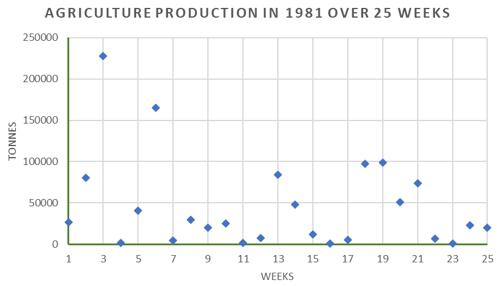 AGRICULTURE PRODUCTION IN 1981 OVER 25 WEEKS
250000
200000
150000
100000
50000
0
TONNES
1 3 5 7 9 11 13 15 17 19 21 23 25
WEEKS